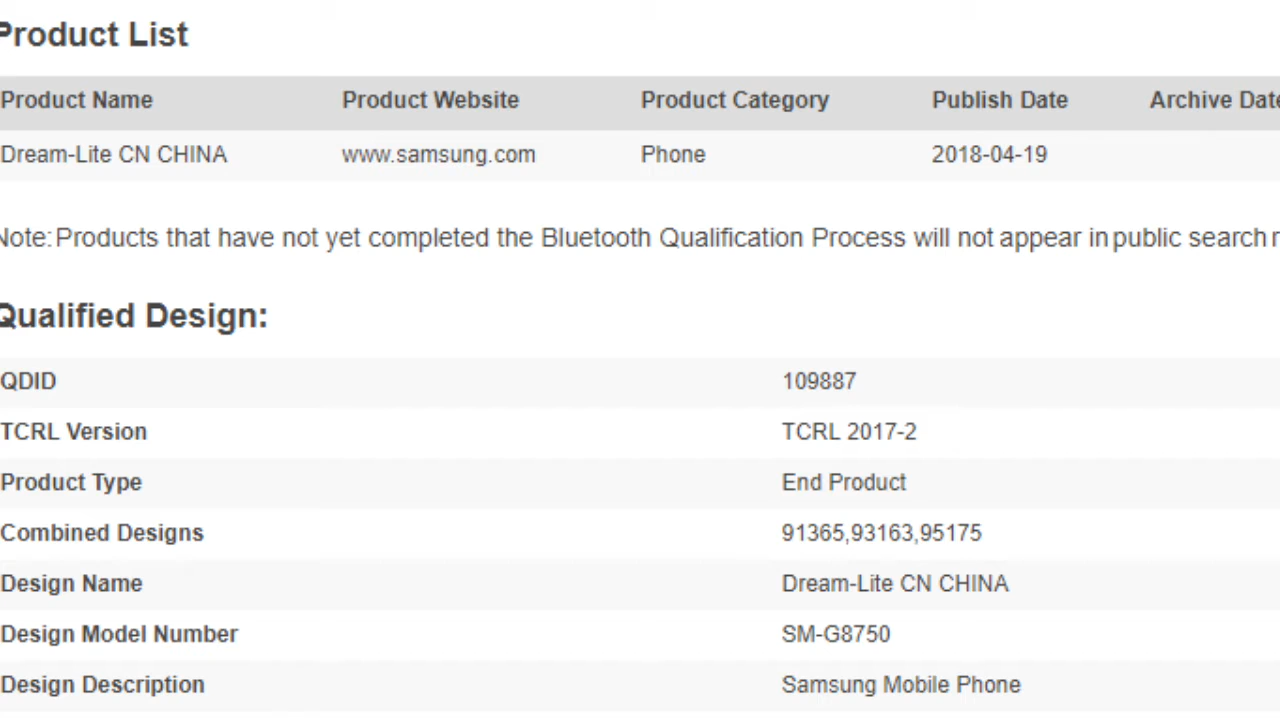 Product List
Product Name Product Website Product Category Publish Date Archive Date
Dream-Lite CN CHINA www.samsung.com Phone 2018-04-19
Note: Products that have not yet completed the Bluetooth Qualification Process will not appear in public search
Qualified Design:
QDID 109887
TCRL Version TCRL 2017-2
Product Type End Product
Combined Designs 91365,93163,95175
Design Name Dream-Lite CN CHINA
Design Model Number SM-G8750
Design Description Samsung Mobile Phone